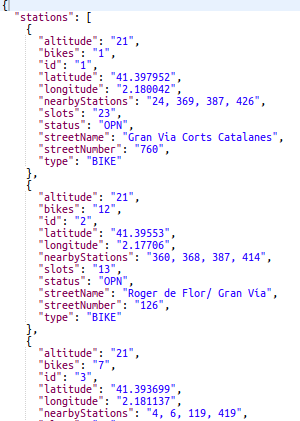 {
"stations": [
{
"altitude": "21",
"bikes": "1",
"id": "1",
"latitude": "41.397952",
"longitude": "2.180042",
"nearbyStations": "24, 369, 387, 426",
"slots": "23",
"status": "OPN",
"streetName": "Gran Via Corts Catalanes",
"streetNumber": "760",
"type": "BIKE"
},
{
"altitude": "21",
"bikes": "12",
"id": "2",
"latitude": "41.39553",
"longitude": "2.17706",
"nearbyStations": "360, 368, 387, 414",
"slots": "13",
"status": "OPN",
"streetName": "Roger de Flor/ Gran Vía",
"streetNumber": "126",
"type": "BIKE"
},
{
"altitude": "21",
"bikes": "7",
"id": "3",
"latitude": "41.393699",
"longitude": "2.181137",
"nearbyStations": "4, 6, 119, 419",